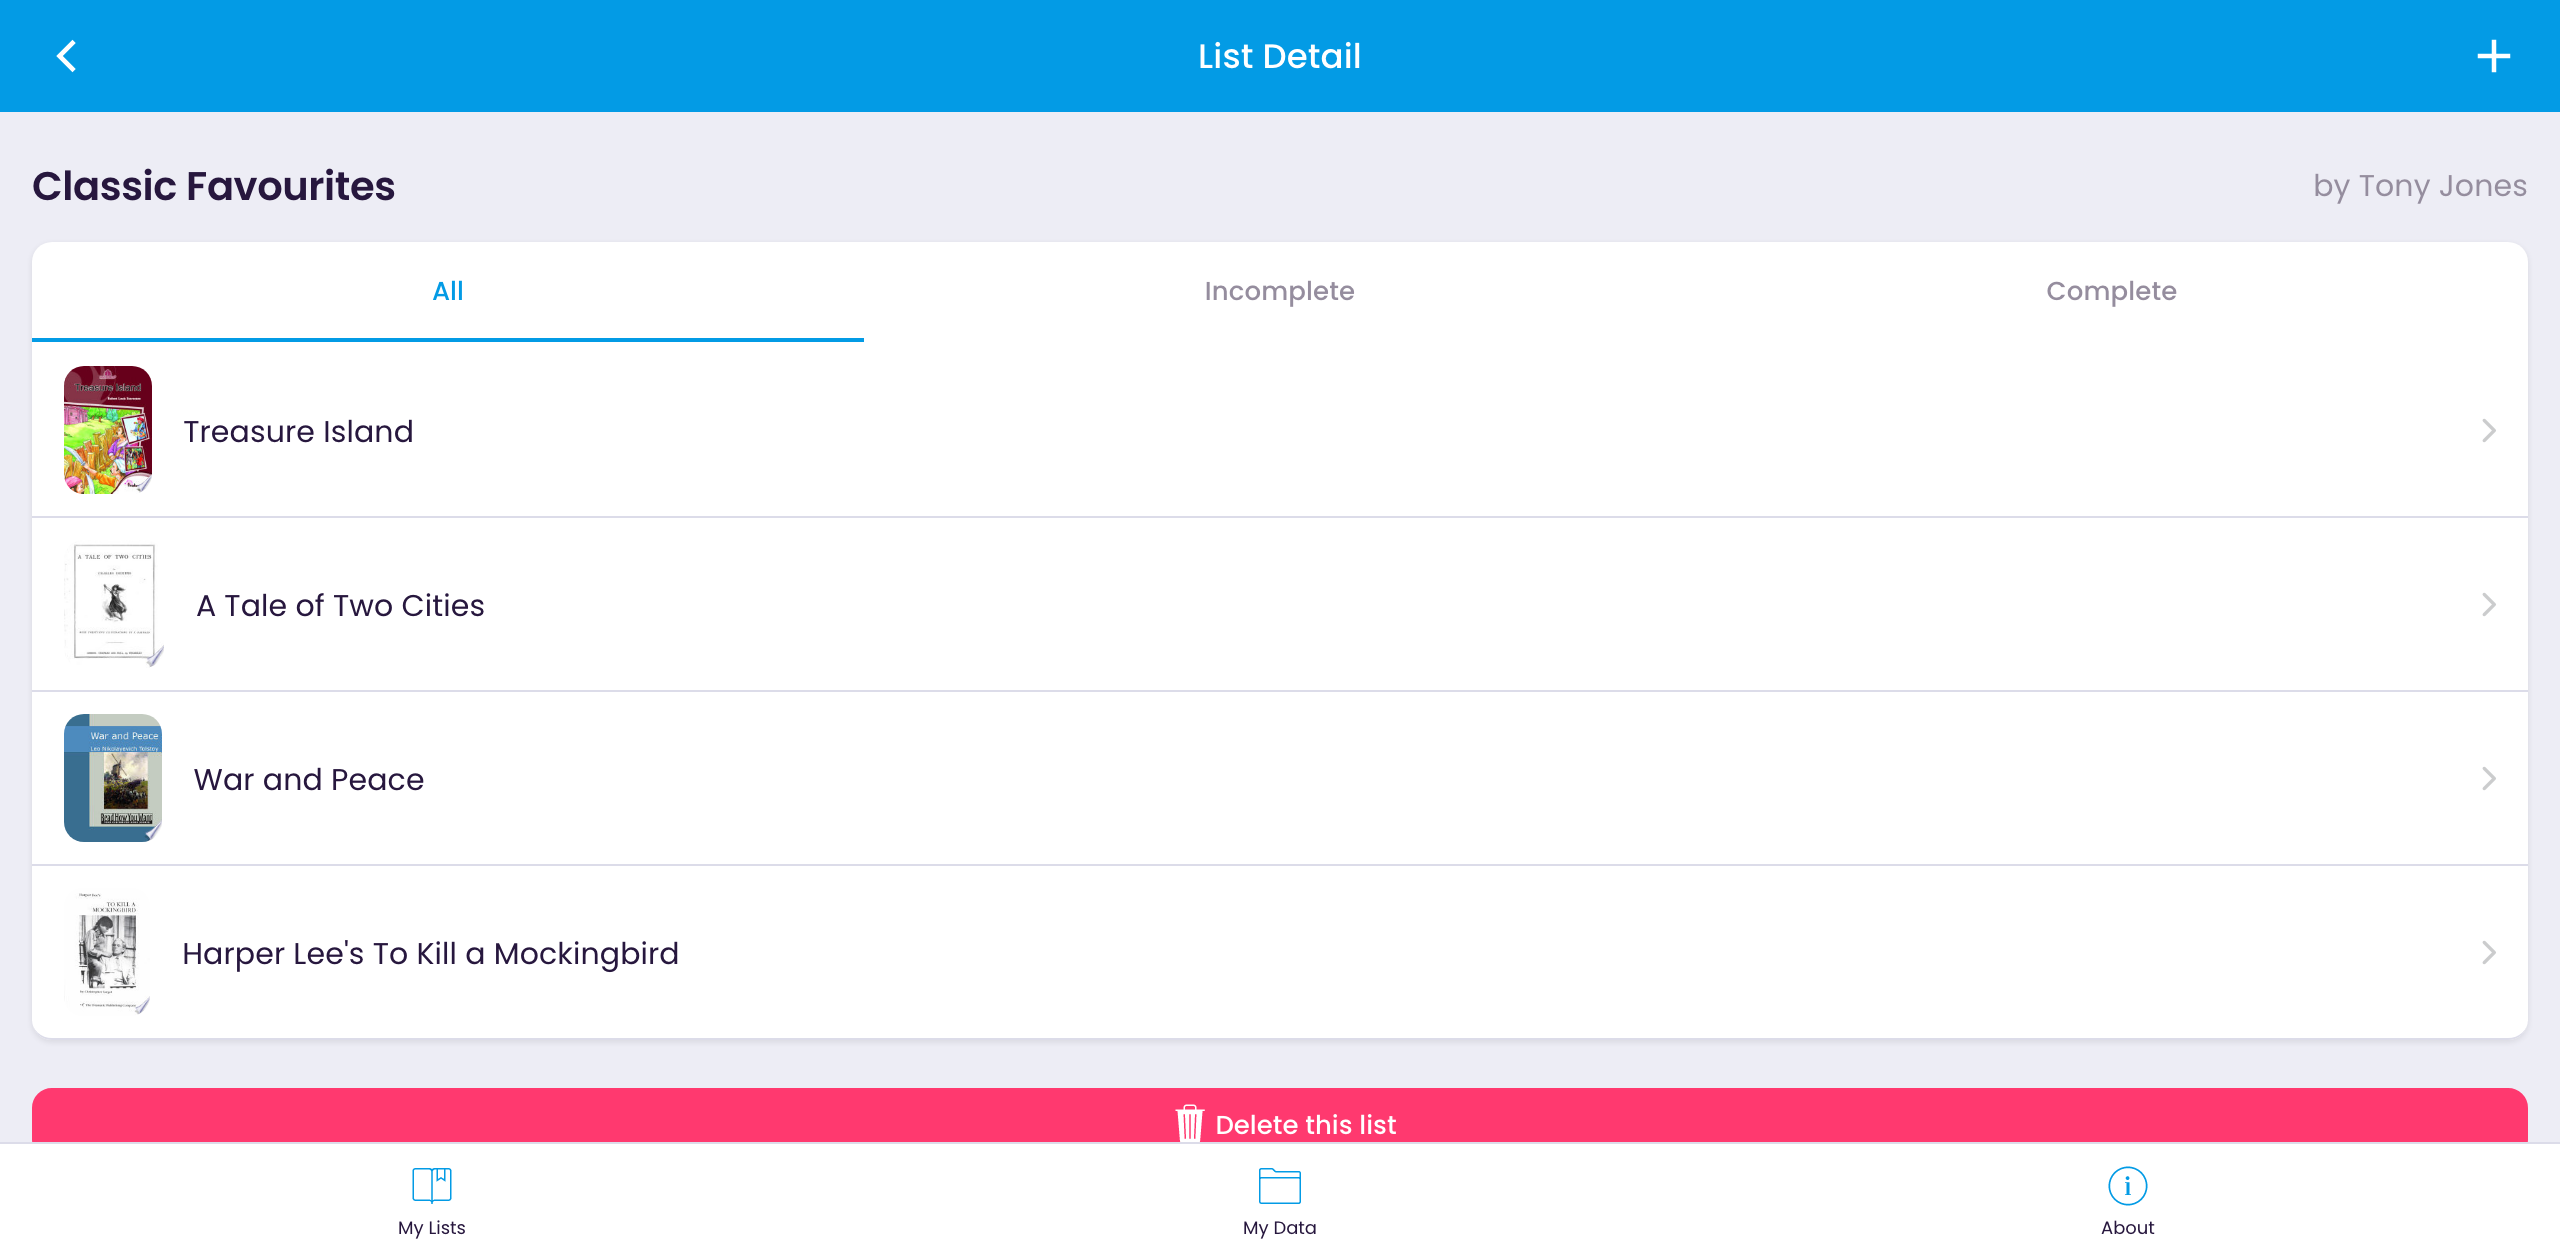 List Detail
Classic Favourites
by Tony Jones
All
Incomplete
Complete
Treasure Island
Treasure Island
A TALE OF TWO CITIES
A Tale of Two Cities
War and Peace
Leo Nikolayevich Tolstoy
War and Peace
TO KILL A
MOCKINGBIRD
Harper Lee's To Kill a Mockingbird
Delete this list
My Lists
My Data
About